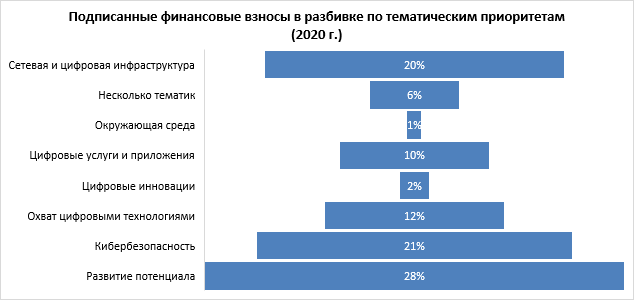 Подписанные финансовые взносы в разбивке по тематическим приоритетам
(2020 г.)
Сетевая и цифровая инфраструктура 20%
Несколько тематик 6%
Окружающая среда 1%
Цифровые услуги и приложения 10%
Цифровые инновации 2%
Охват цифровыми технологиями 12%
Кибербезопасность 21%
Развитие потенциала 28%